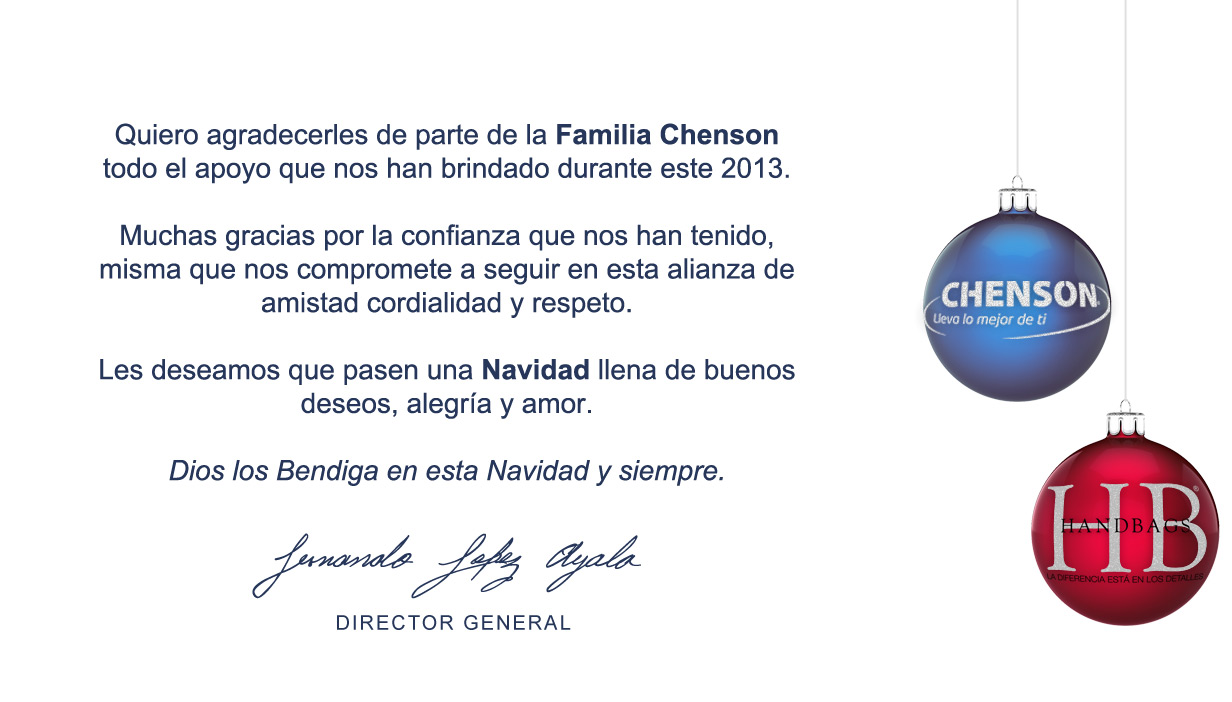 Quiero agradecerles de parte de la Familia Chenson
todo el apoyo que nos han brindado durante este 2013.
Muchas gracias por la confianza que nos han tenido,
misma que nos compromete a seguir en esta alianza de
amistad cordialidad y respeto.
Les deseamos que pasen una Navidad llena de buenos
deseos, alegría y amor.
Dios los Bendiga en esta Navidad y siempre.
Fernando Lopez Ayala
DIRECTOR GENERAL
CHENSON
Lleva lo mejor de ti
HB®
HANDBAGS
LA DIFERENCIA ESTÁ EN LOS DETALLES